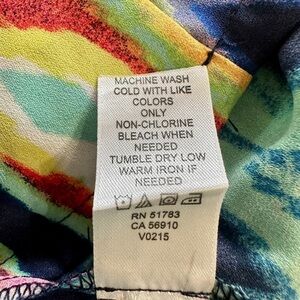 MACHINE WASH
COLD WITH LIKE
COLORS
ONLY
NON-CHLORINE
BLEACH WHEN
NEEDED
TUMBLE DRY LOW
WARM IRON IF
NEEDED
RN 51783
CA 56910
V0215